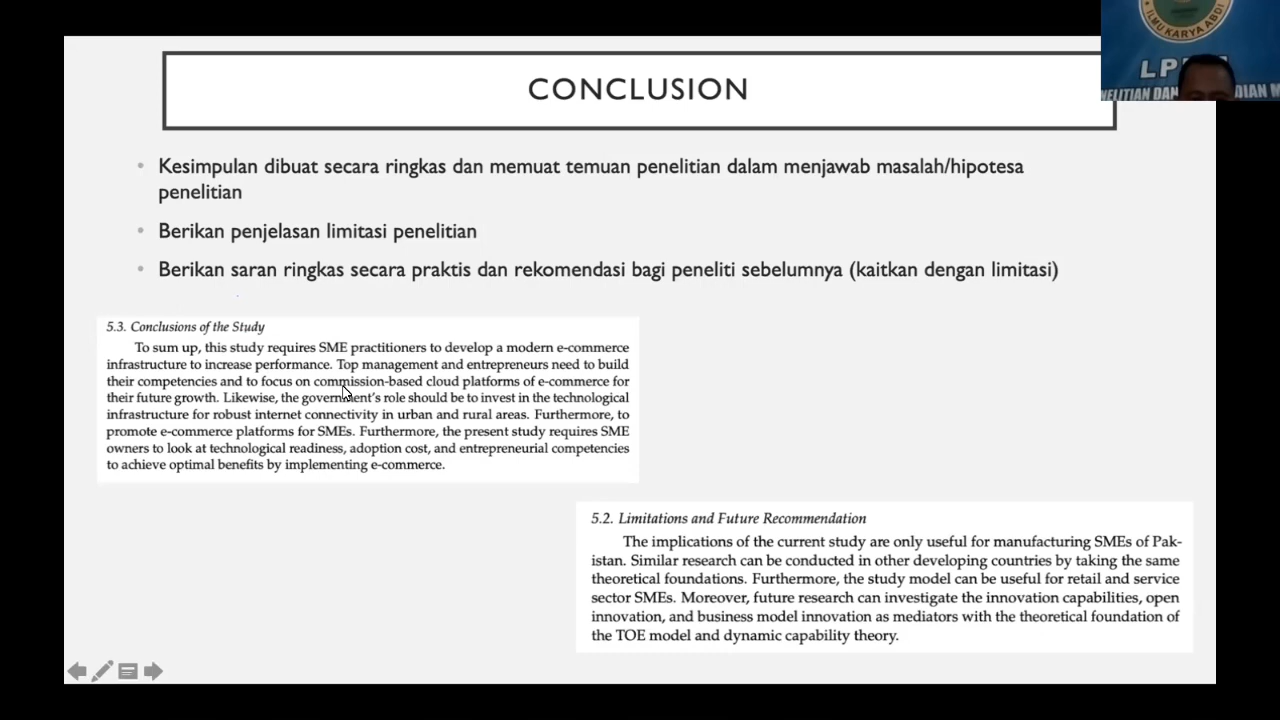 ILMU KARYA ABDI
LP
CONCLUSION
Kesimpulan dibuat secara ringkas dan memuat temuan penelitian dalam menjawab masalah/hipotesa
penelitian
Berikan penjelasan limitasi penelitian
Berikan saran ringkas secara praktis dan rekomendasi bagi peneliti sebelumnya (kaitkan dengan limitasi)
5.3. Conclusions of the Study
To sum up, this study requires SME practitioners to develop a modern e-commerce
infrastructure to increase performance. Top management and entrepreneurs need to build
their competencies and to focus on commission-based cloud platforms of e-commerce for
their future growth. Likewise, the government's role should be to invest in the technological
infrastructure for robust internet connectivity in urban and rural areas. Furthermore, to
promote e-commerce platforms for SMEs. Furthermore, the present study requires SME
owners to look at technological readiness, adoption cost, and entrepreneurial competencies
to achieve optimal benefits by implementing e-commerce.
5.2. Limitations and Future Recommendation
The implications of the current study are only useful for manufacturing SMEs of Pak-
istan. Similar research can be conducted in other developing countries by taking the same
theoretical foundations. Furthermore, the study model can be useful for retail and service
sector SMEs. Moreover, future research can investigate the innovation capabilities, open
innovation, and business model innovation as mediators with the theoretical foundation of
the TOE model and dynamic capability theory.